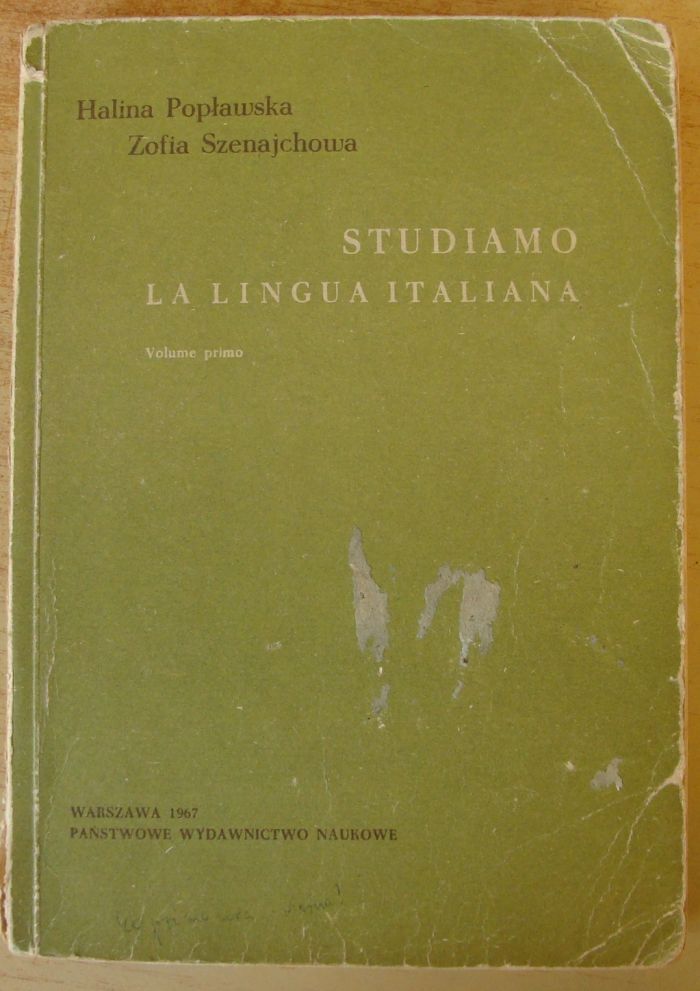 Halina Popławska
Zofia Szenajchowa
STUDIAMO
LA LINGUA ITALIANA
Volume primo
WARSZAWA 1967
PAŃSTWOWE WYDAWNICTWO NAUKOWE